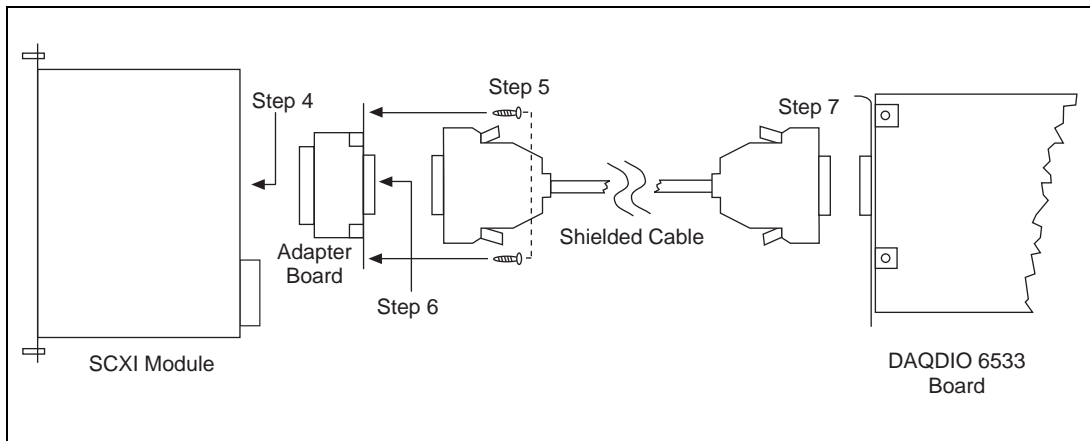 Step 4
Step 5
Step 7
Adapter
Board
Shielded Cable
Step 6
SCXI Module
DAQDIO 6533
Board